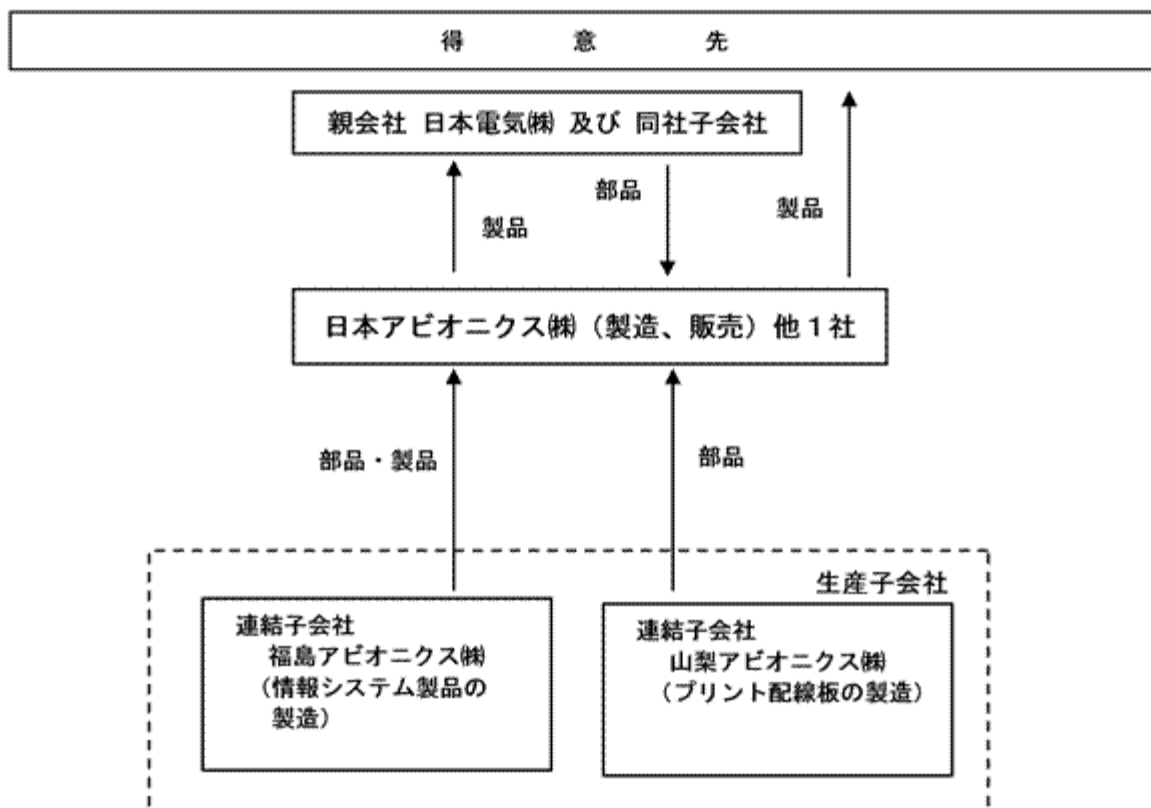 得 意 先
親会社 日本電気㈱ 及び 同社子会社
部品
製品
製品
日本アビオニクス㈱（製造、販売）他１社
部品・製品
部品
生産子会社
連結子会社
福島アビオニクス㈱
（情報システム製品の
製造）
連結子会社
山梨アビオニクス㈱
（プリント配線板の製造）